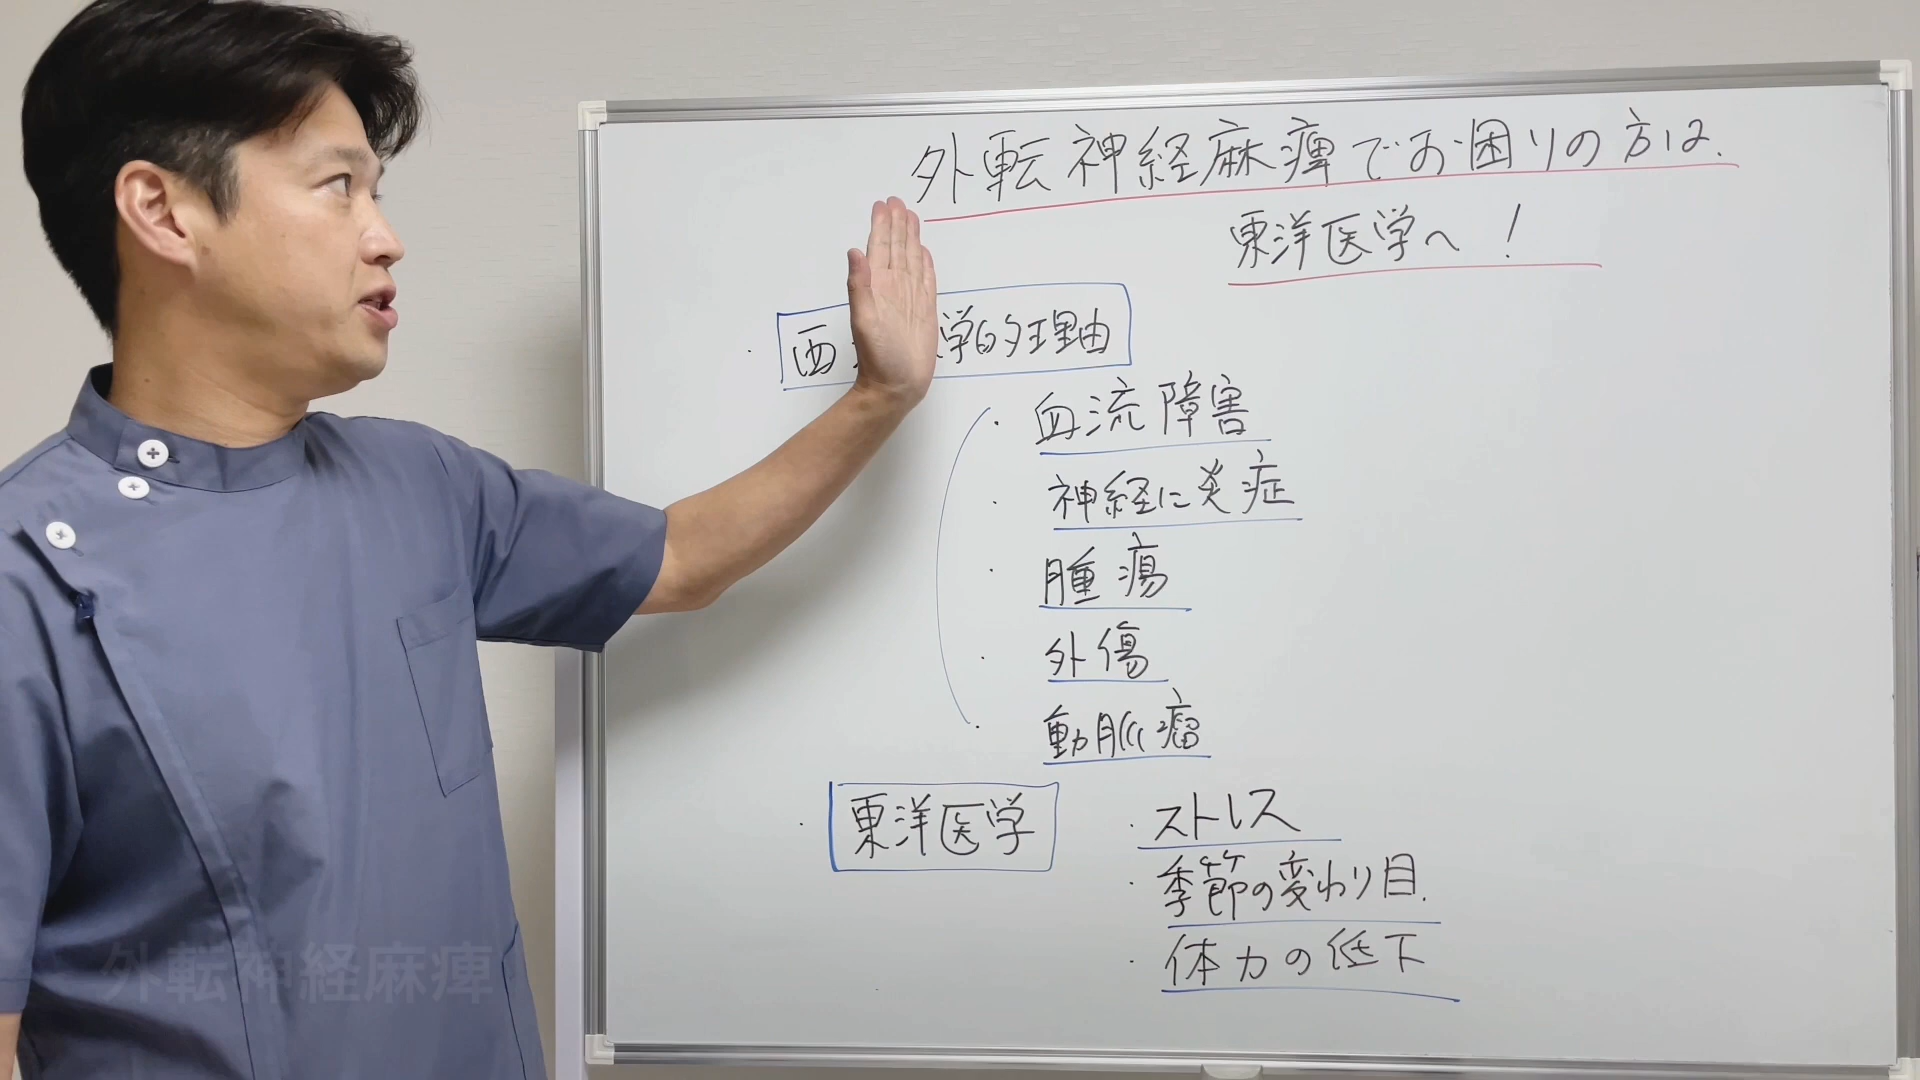 外転神経麻痺でお困りの方は、
東洋医学へ！
西 学的理由
・血流障害
・神経に炎症
・腫瘍
・外傷
・動脈瘤
・東洋医学
・ストレス
・季節の変わり目.
・体力の低下
外転神経麻痺